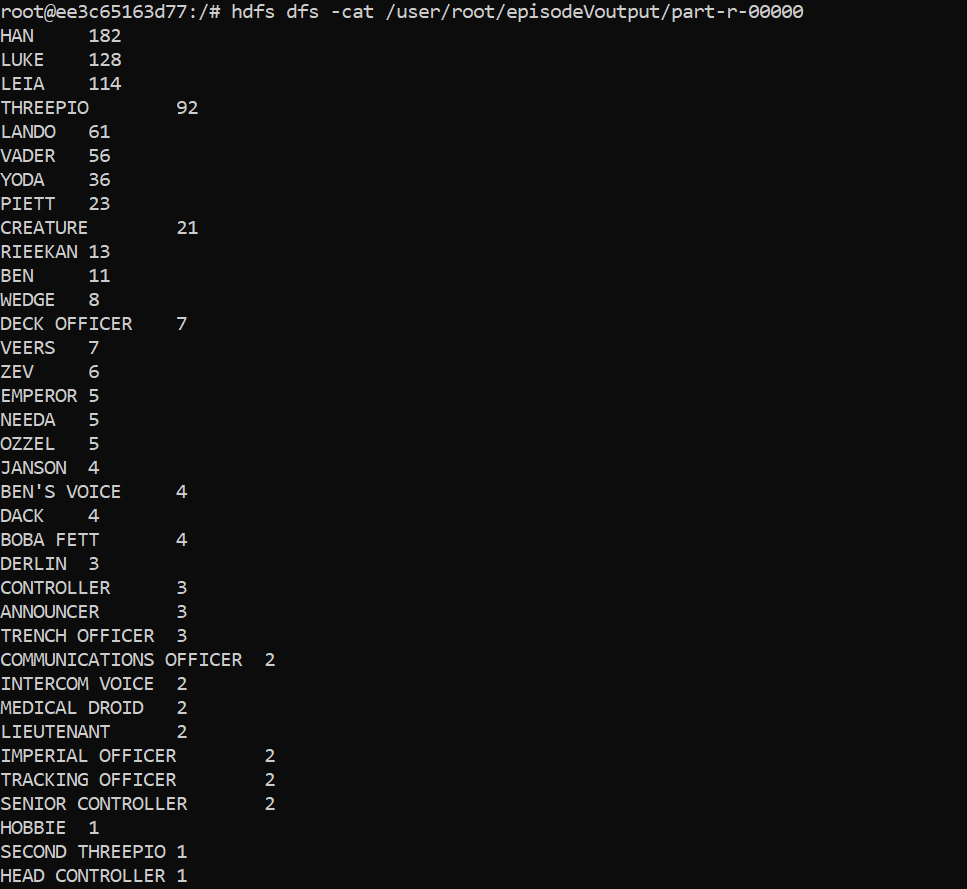 root@ee3c65163d77:/# hdfs dfs -cat /user/root/episodeVoutput/part-r-00000
HAN	182
LUKE	128
LEIA	114
THREEPIO	92
LANDO	61
VADER	56
YODA	36
PIETT	23
CREATURE	21
RIEEKAN	13
BEN	11
WEDGE	8
DECK OFFICER	7
VEERS	7
ZEV	6
EMPEROR	5
NEEDA	5
OZZEL	5
JANSON	4
BEN'S VOICE	4
DACK	4
BOBA FETT	4
DERLIN	3
CONTROLLER	3
ANNOUNCER	3
TRENCH OFFICER	3
COMMUNICATIONS OFFICER	2
INTERCOM VOICE	2
MEDICAL DROID	2
LIEUTENANT	2
IMPERIAL OFFICER	2
TRACKING OFFICER	2
SENIOR CONTROLLER	2
HOBBIE	1
SECOND THREEPIO	1
HEAD CONTROLLER	1